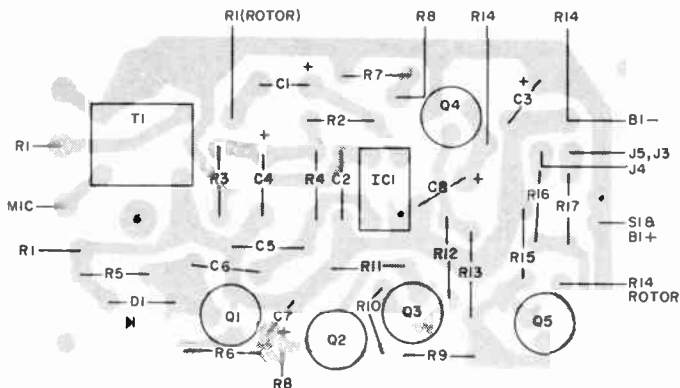 R1(ROTOR)
R8
R14
R14
C1
+
R7
+
C3
Q4
T1
R2
B1-
+
R1
J5,J3
J4
R3
C4
R4
C2
IC1
C8
+
R16
R17
MIC
S1&
B1+
R1
C5
R12
R15
R5
C6
R11
R13
R14
ROTOR
D1
Q1
C7
+
R10
Q3
Q2
Q5
R6
R9
R8